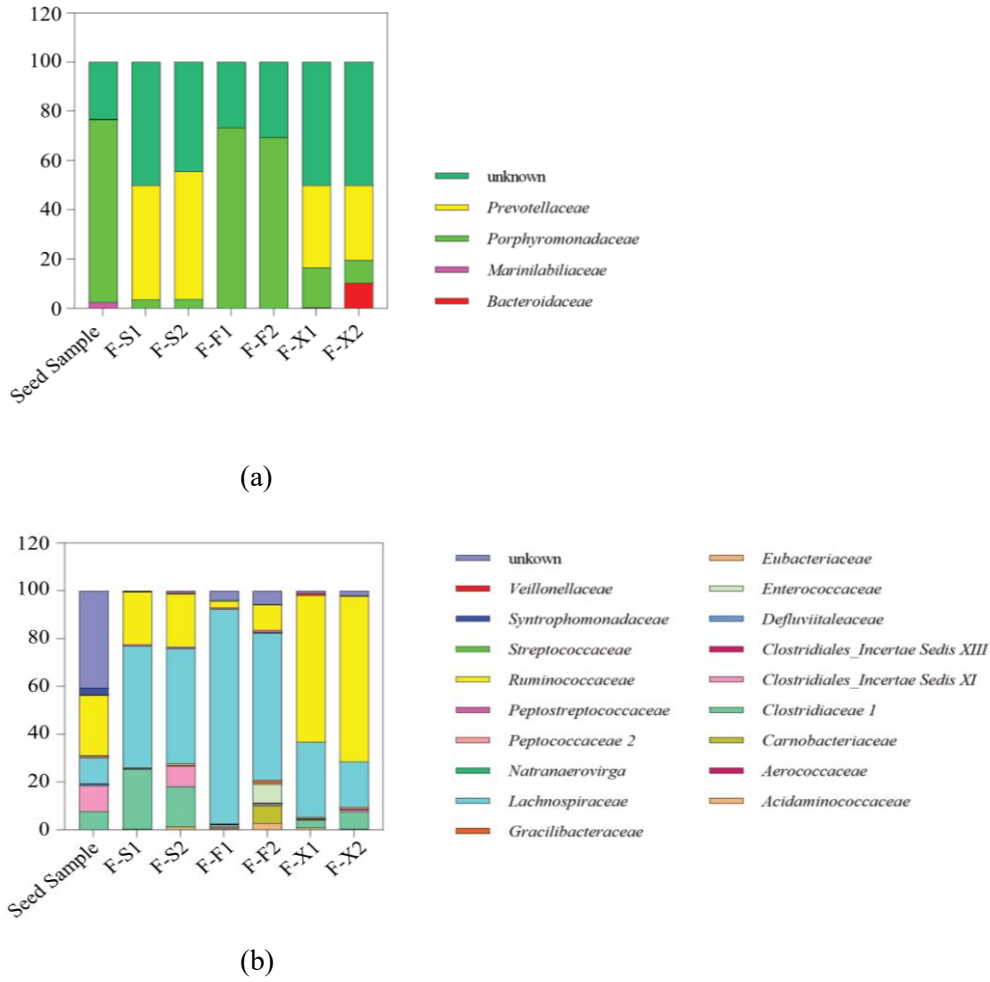 120
100
80
60
40
20
0
Seed Sample
F-S1
F-S2
F-F1
F-F2
F-X1
F-X2
unknown
Prevotellaceae
Porphyromonadaceae
Marinilabiliaceae
Bacteroidaceae
(a)
120
100
80
60
40
20
0
Seed Sample
F-S1
F-S2
F-F1
F-F2
F-X1
F-X2
unkown
Veillonellaceae
Syntrophomonadaceae
Streptococcaceae
Ruminococcaceae
Peptostreptococcaceae
Peptococcaceae 2
Natranaerovirga
Lachnospiraceae
Gracilibacteraceae
Eubacteriaceae
Enterococcaceae
Defluviitaleaceae
Clostridiales_Incertae Sedis XIII
Clostridiales_Incertae Sedis XI
Clostridiaceae 1
Carnobacteriaceae
Aerococcaceae
Acidaminococcaceae
(b)